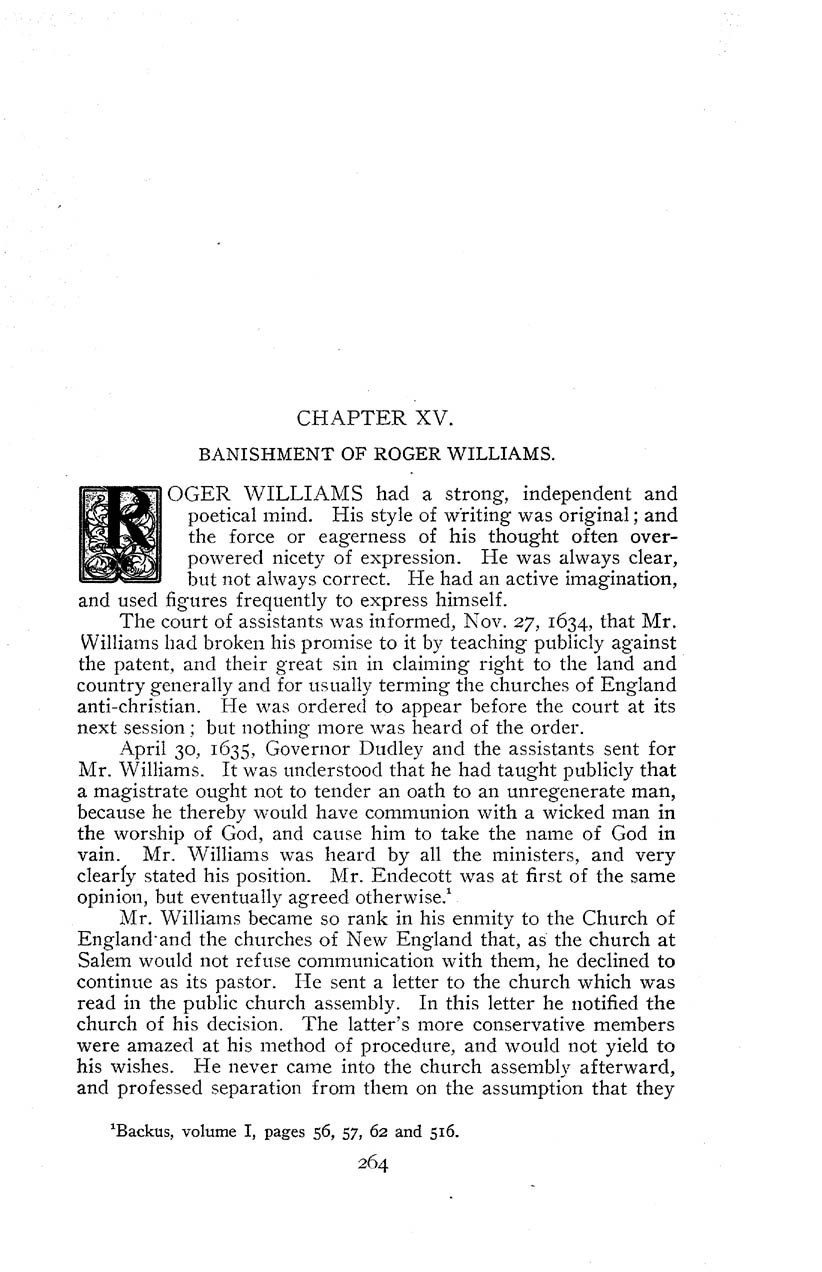 CHAPTER XV.
BANISHMENT OF ROGER WILLIAMS.
ROGER WILLIAMS had a strong, independent and
poetical mind. His style of writing was original; and
the force or eagerness of his thought often over-
powered nicety of expression. He was always clear,
but not always correct. He had an active imagination,
and used figures frequently to express himself.
The court of assistants was informed, Nov. 27, 1634, that Mr.
Williams had broken his promise to it by teaching publicly against
the patent, and their great sin in claiming right to the land and
country generally and for usually terming the churches of England
anti-christian. He was ordered to appear before the court at its
next session; but nothing more was heard of the order.
April 30, 1635, Governor Dudley and the assistants sent for
Mr. Williams. It was understood that he had taught publicly that
a magistrate ought not to tender an oath to an unregenerate man,
because he thereby would have communion with a wicked man in
the worship of God, and cause him to take the name of God in
vain. Mr. Williams was heard by all the ministers, and very
clearly stated his position. Mr. Endecott was at first of the same
opinion, but eventually agreed otherwise.¹
Mr. Williams became so rank in his enmity to the Church of
England and the churches of New England that, as the church at
Salem would not refuse communication with them, he declined to
continue as its pastor. He sent a letter to the church which was
read in the public church assembly. In this letter he notified the
church of his decision. The latter's more conservative members
were amazed at his method of procedure, and would not yield to
his wishes. He never came into the church assembly afterward,
and professed separation from them on the assumption that they
¹Backus, volume I, pages 56, 57, 62 and 516.
264